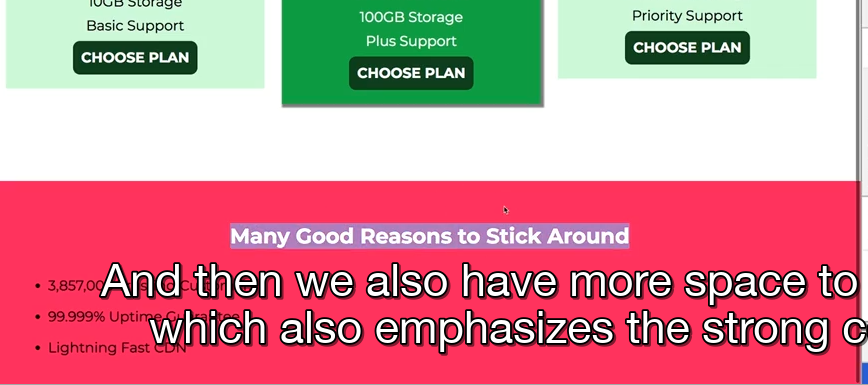 10GB Storage
Basic Support
CHOOSE PLAN
100GB Storage
Plus Support
CHOOSE PLAN
Priority Support
CHOOSE PLAN
Many Good Reasons to Stick Around
And then we also have more space to
which also emphasizes the strong
99.999% Uptime
Lightning Fast CDN